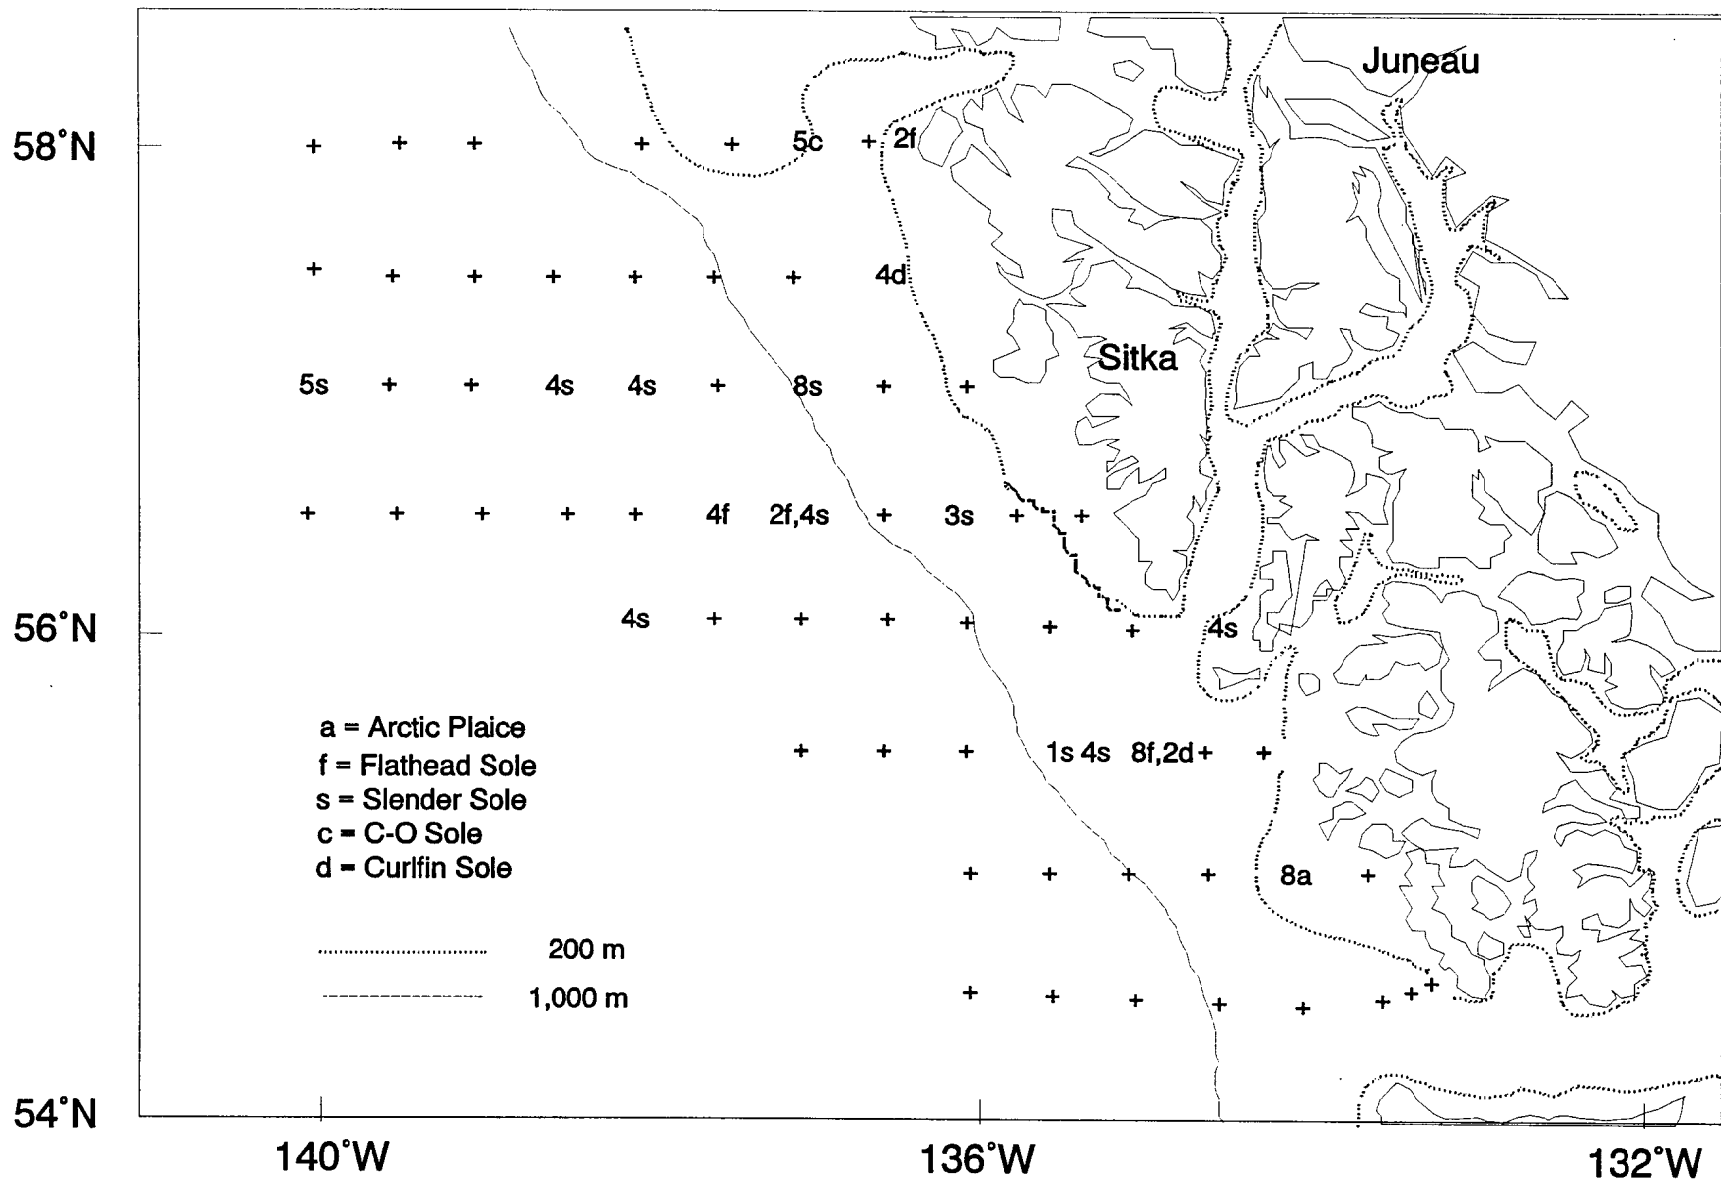 Juneau
58°N
5c
2f
4d
Sitka
5s 4s 4s 8s
4f 2f,4s 3s
56°N
4s 4s
a = Arctic Plaice
1s 4s 8f,2d
f = Flathead Sole
s = Slender Sole
c = C-O Sole
d = Curlfin Sole
8a
200 m
1,000 m
54°N
140°W 136°W 132°W